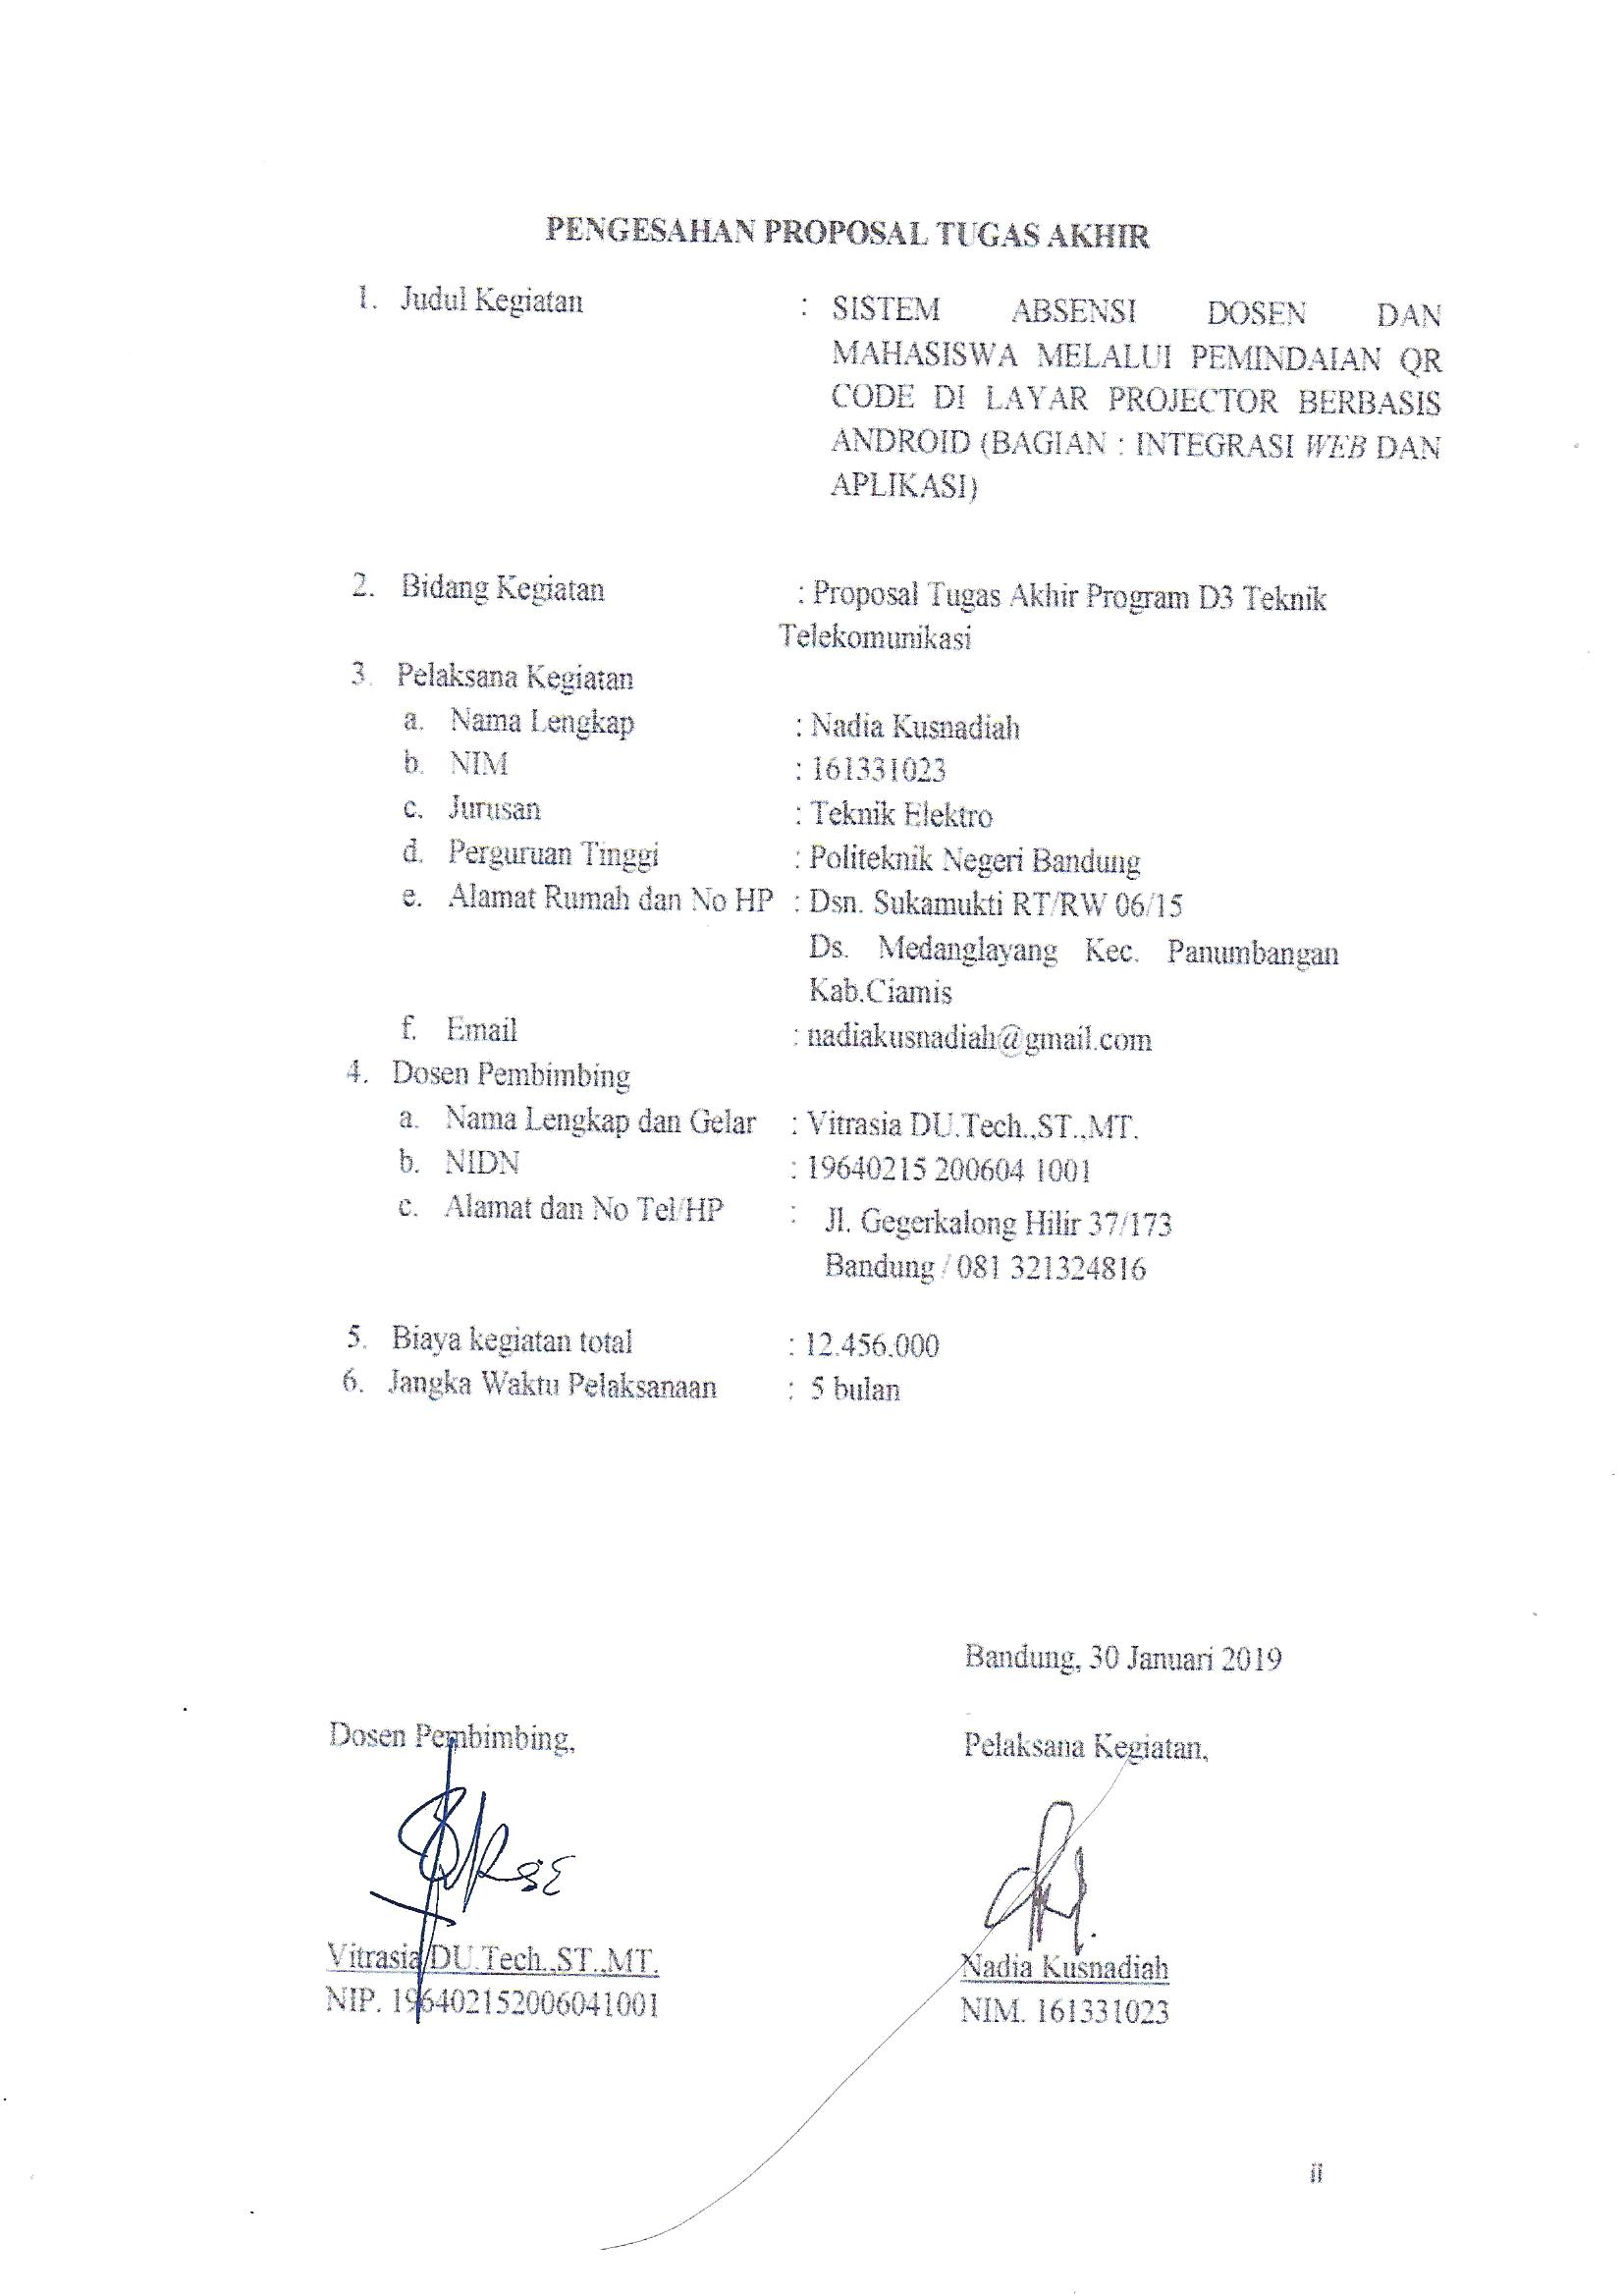 PENGESAHAN PROPOSAL TUGAS AKHIR
1. Judul Kegiatan : SISTEM ABSENSI DOSEN DAN
MAHASISWA MELALUI PEMINDAIAN QR
CODE DI LAYAR PROJECTOR BERBASIS
ANDROID (BAGIAN : INTEGRASI WEB DAN
APLIKASI)
2. Bidang Kegiatan : Proposal Tugas Akhir Program D3 Teknik
Telekomunikasi
3. Pelaksana Kegiatan
a. Nama Lengkap : Nadia Kusnadiah
b. NIM : 161331023
c. Jurusan : Teknik Elektro
d. Perguruan Tinggi : Politeknik Negeri Bandung
e. Alamat Rumah dan No HP : Dsn. Sukamukti RT/RW 06/15
Ds. Medanglayang Kec. Panumbangan
Kab.Ciamis
f. Email : nadiakusnadiah@gmail.com
4. Dosen Pembimbing
a. Nama Lengkap dan Gelar : Vitrasia DU.Tech.,ST.,MT.
b. NIDN : 19640215 200604 1001
c. Alamat dan No Tel/HP : Jl. Gegerkalong Hilir 37/173
Bandung / 081 321324816
5. Biaya kegiatan total : 12.456.000
6. Jangka Waktu Pelaksanaan : 5 bulan
Bandung, 30 Januari 2019
Dosen Pembimbing, Pelaksana Kegiatan,
Vitrasia DU.Tech.,ST.,MT. Nadia Kusnadiah
NIP. 196402152006041001 NIM. 161331023
ii